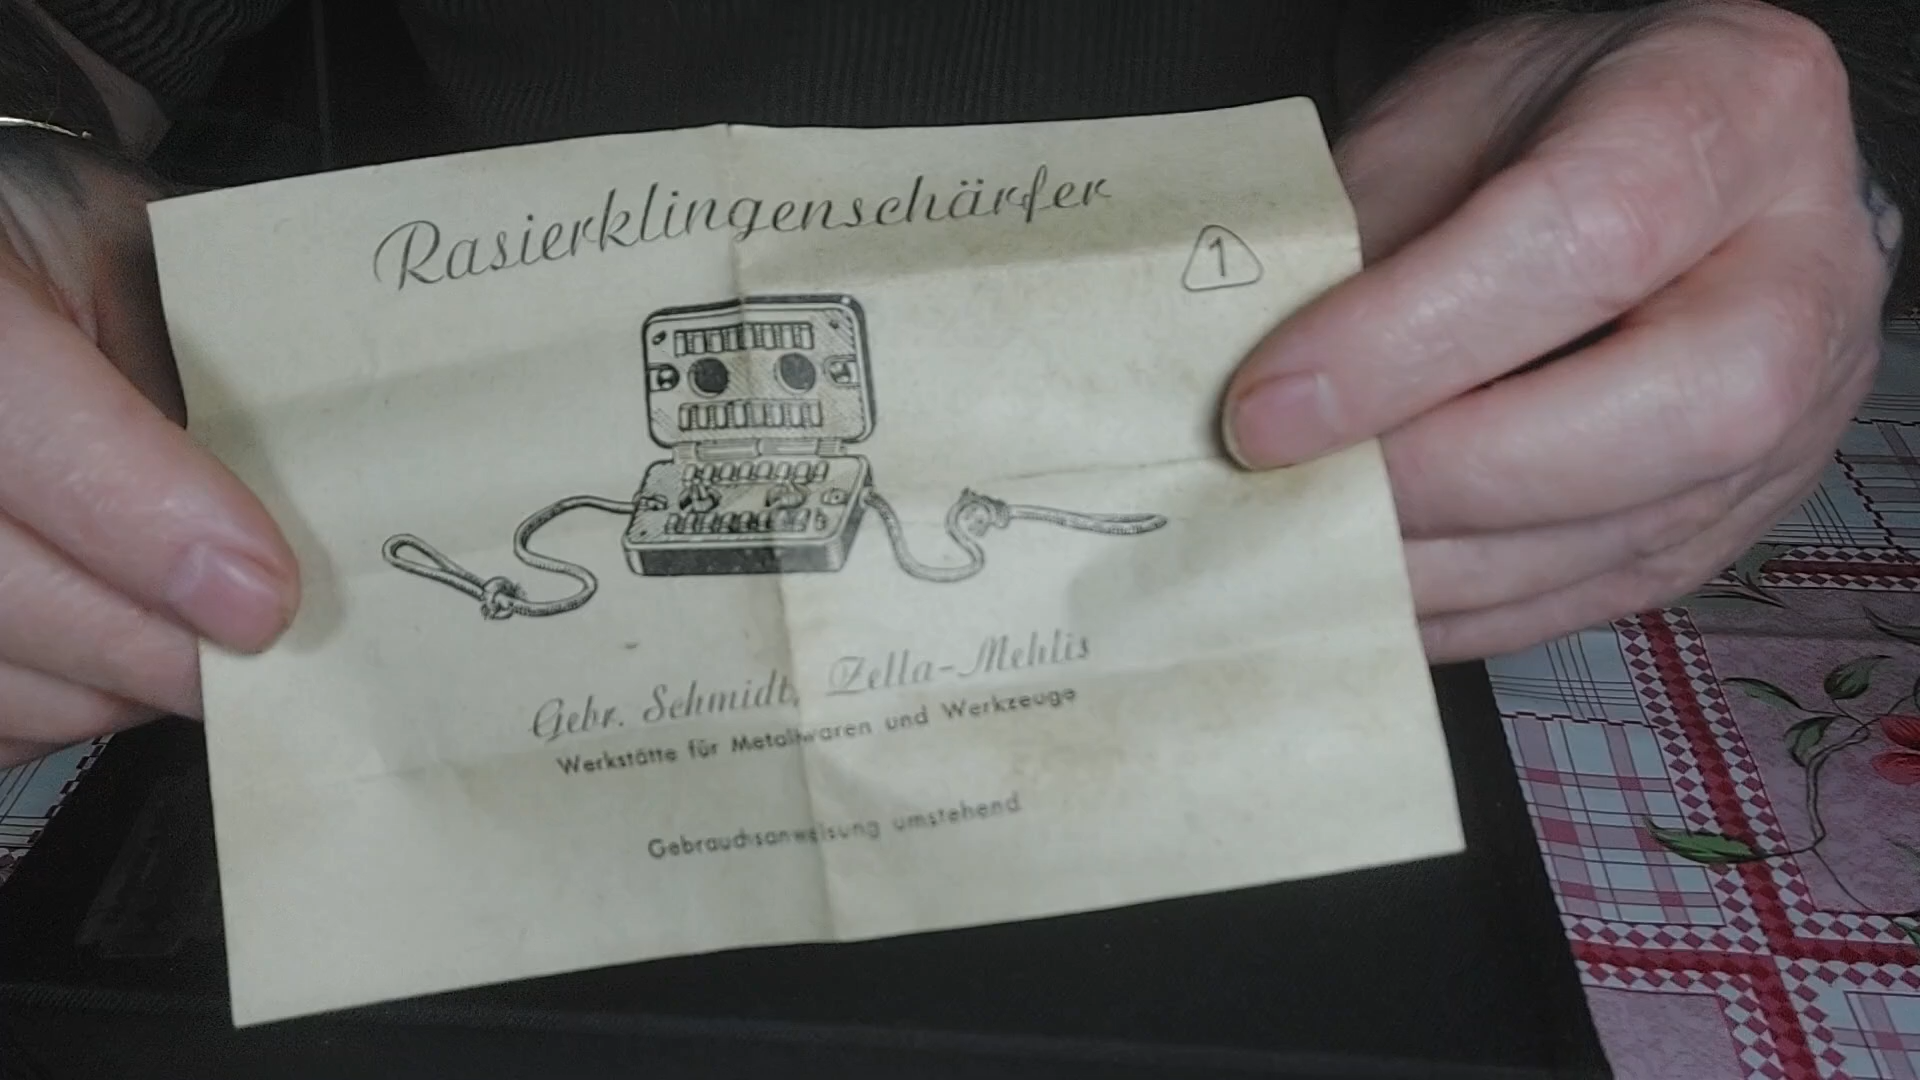 Rasierklingenschärfer
1
Gebr. Schmidt, Zella-Mehlis
Werkstätte für Metallwaren und Werkzeuge
Gebrauchsanweisung umstehend